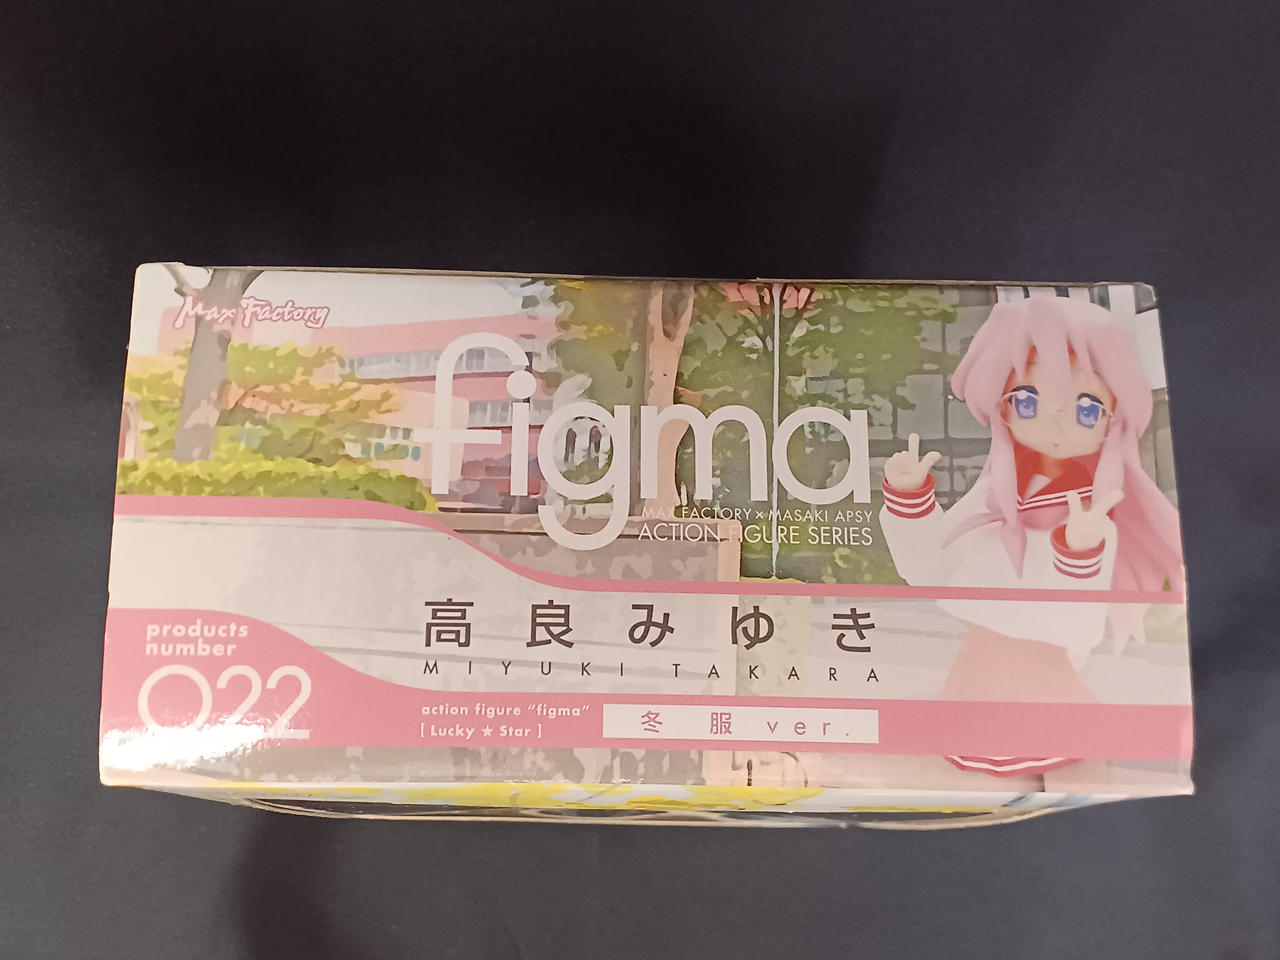 Max Factory
figma
MAX FACTORY×MASAKI APSY
ACTION FIGURE SERIES
高良みゆき
MIYUKI TAKARA
products
number
022
action figure "figma"
[ Lucky ★ Star ]
冬服 ver.